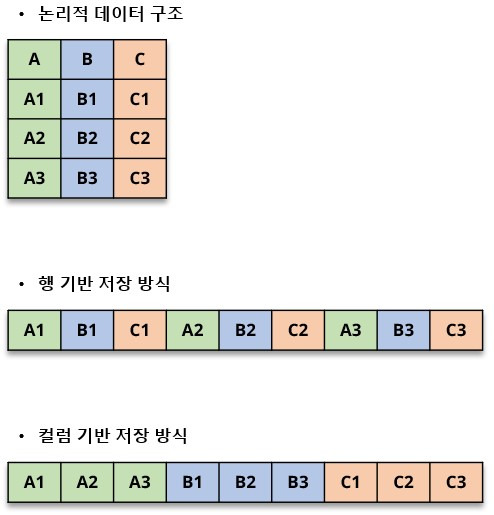 • 논리적 데이터 구조
A B C
A1 B1 C1
A2 B2 C2
A3 B3 C3
• 행 기반 저장 방식
A1 B1 C1 A2 B2 C2 A3 B3 C3
• 컬럼 기반 저장 방식
A1 A2 A3 B1 B2 B3 C1 C2 C3